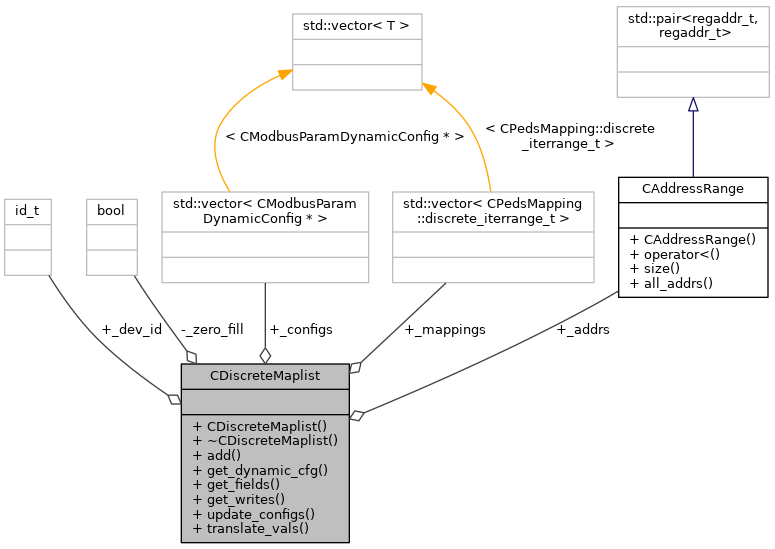 std::vector< T >
std::pair<regaddr_t,
regaddr_t>
< CModbusParamDynamicConfig * >
< CPedsMapping::discrete
_iterrange_t >
id_t
bool
std::vector< CModbusParam
DynamicConfig * >
std::vector< CPedsMapping
::discrete_iterrange_t >
CAddressRange
+ CAddressRange()
+ operator<()
+ size()
+ all_addrs()
+_dev_id
-_zero_fill
+_configs
+_mappings
+_addrs
CDiscreteMaplist
+ CDiscreteMaplist()
+ ~CDiscreteMaplist()
+ add()
+ get_dynamic_cfg()
+ get_fields()
+ get_writes()
+ update_configs()
+ translate_vals()